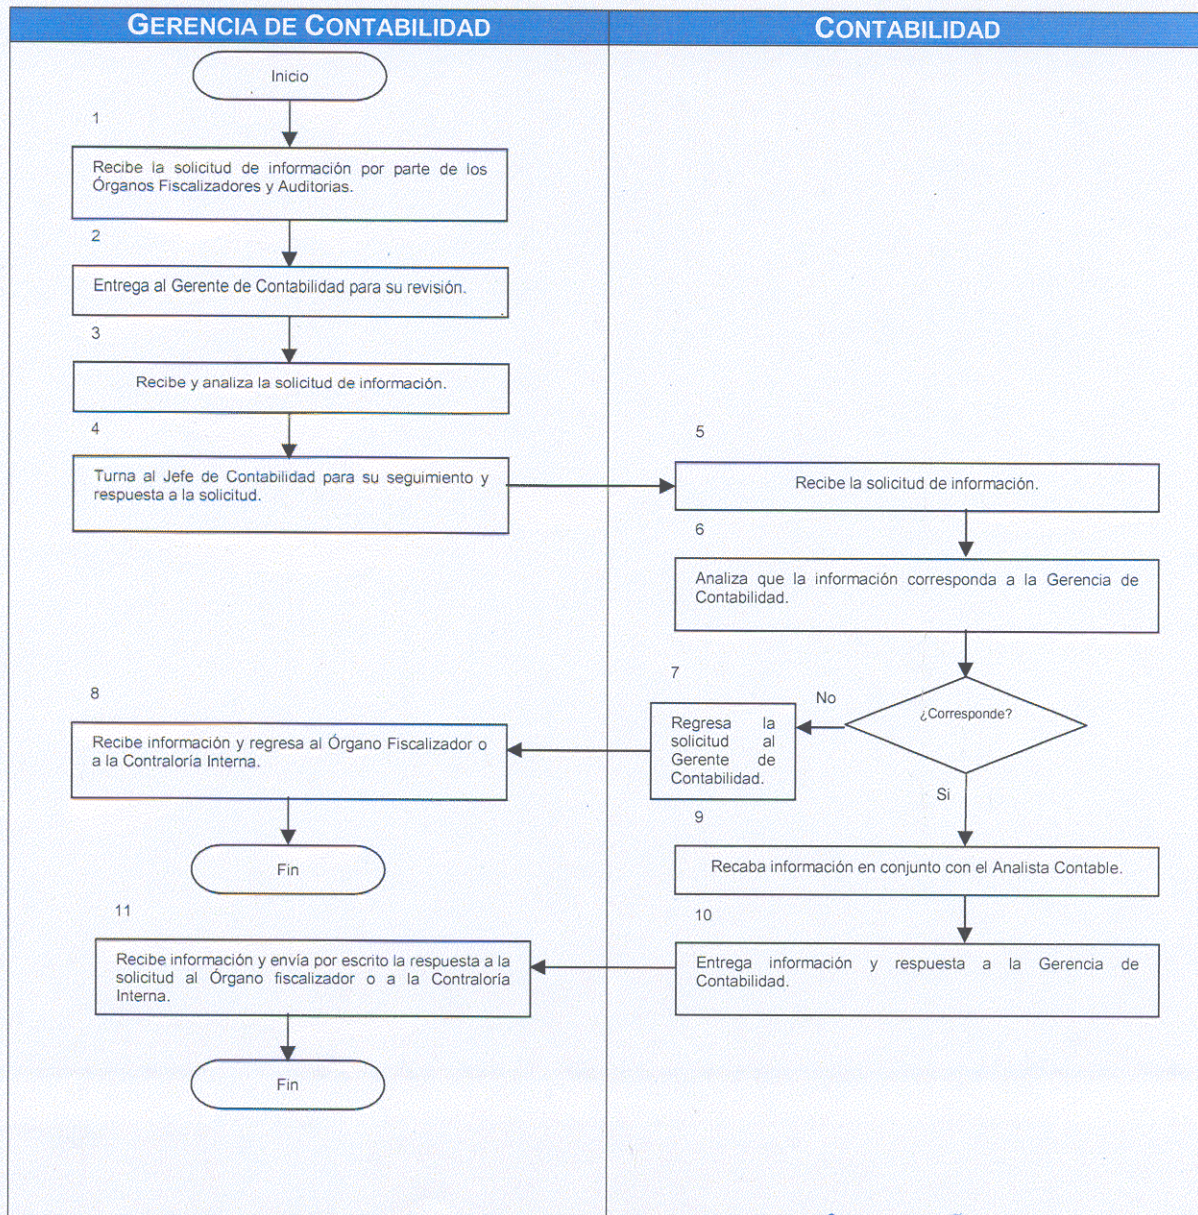 GERENCIA DE CONTABILIDAD
CONTABILIDAD
Inicio
1
Recibe la solicitud de información por parte de los
Órganos Fiscalizadores y Auditorias.
2
Entrega al Gerente de Contabilidad para su revisión.
3
Recibe y analiza la solicitud de información.
4
Turna al Jefe de Contabilidad para su seguimiento y
respuesta a la solicitud.
5
Recibe la solicitud de información.
6
Analiza que la información corresponda a la Gerencia de
Contabilidad.
¿Corresponde?
No
7
Regresa la
solicitud al
Gerente de
Contabilidad.
8
Recibe información y regresa al Órgano Fiscalizador o
a la Contraloría Interna.
Fin
Si
9
Recaba información en conjunto con el Analista Contable.
10
Entrega información y respuesta a la Gerencia de
Contabilidad.
11
Recibe información y envía por escrito la respuesta a la
solicitud al Órgano fiscalizador o a la Contraloría
Interna.
Fin